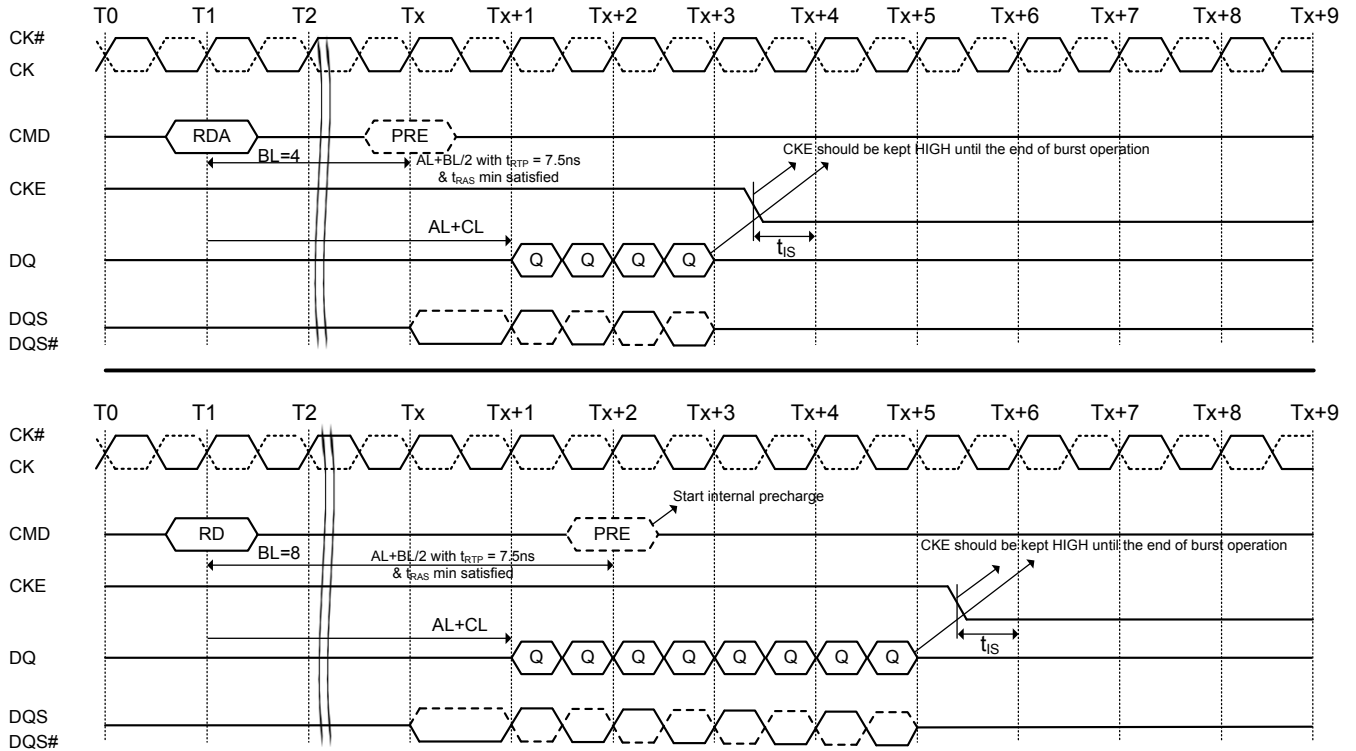 T0 T1 T2 Tx Tx+1 Tx+2 Tx+3 Tx+4 Tx+5 Tx+6 Tx+7 Tx+8 Tx+9
CK#
CK
CMD RDA PRE
BL=4 AL+BL/2 with tRTP = 7.5ns
& tRAS min satisfied
CKE should be kept HIGH until the end of burst operation
CKE
AL+CL
tIS
DQ Q Q Q Q
DQS
DQS#
T0 T1 T2 Tx Tx+1 Tx+2 Tx+3 Tx+4 Tx+5 Tx+6 Tx+7 Tx+8 Tx+9
CK#
CK
Start internal precharge
CMD RD PRE
BL=8 AL+BL/2 with tRTP = 7.5ns
& tRAS min satisfied
CKE should be kept HIGH until the end of burst operation
CKE
AL+CL
tIS
DQ Q Q Q Q Q Q Q Q
DQS
DQS#